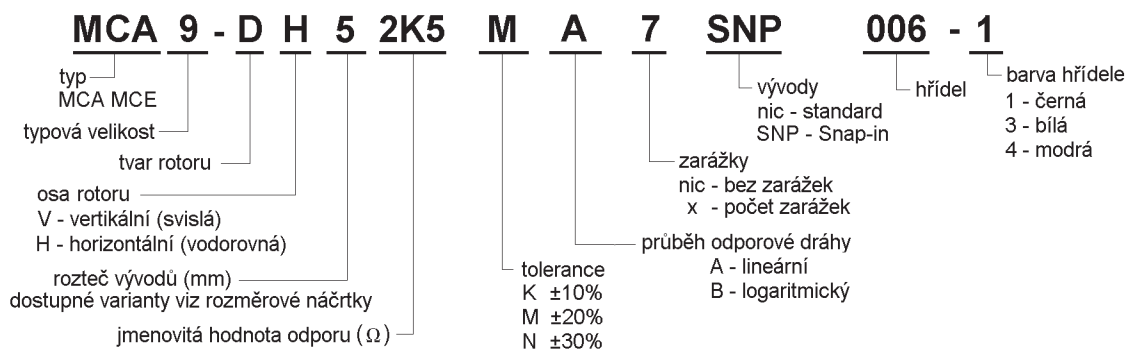 MCA 9 - D H 5 2K5 M A 7 SNP 006 - 1
typ
MCA MCE
typová velikost
tvar rotoru
osa rotoru
V - vertikální (svislá)
H - horizontální (vodorovná)
rozteč vývodů (mm)
dostupné varianty viz rozměrové náčrtky
jmenovitá hodnota odporu (Ω)
tolerance
K ±10%
M ±20%
N ±30%
průběh odporové dráhy
A - lineární
B - logaritmický
zarážky
nic - bez zarážek
x - počet zarážek
vývody
nic - standard
SNP - Snap-in
hřídel
barva hřídele
1 - černá
3 - bílá
4 - modrá